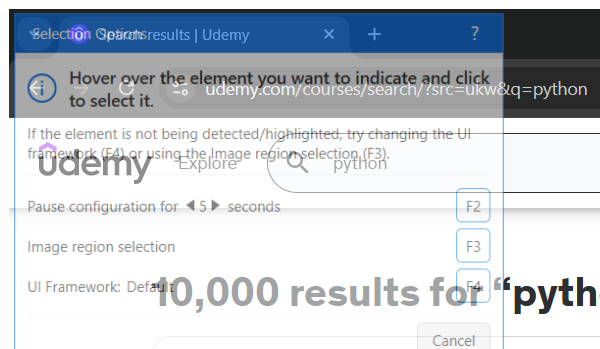 Selection Options
Search results | Udemy
?
Hover over the element you want to indicate and click
to select it.
udemy.com/courses/search/?src=ukw&q=python
If the element is not being detected/highlighted, try changing the UI
framework (F4) or using the Image region selection (F3).
udemy
Explore
python
Pause configuration for 5 seconds
F2
Image region selection
F3
UI Framework: Default
F4
10,000 results for “pyth
Cancel